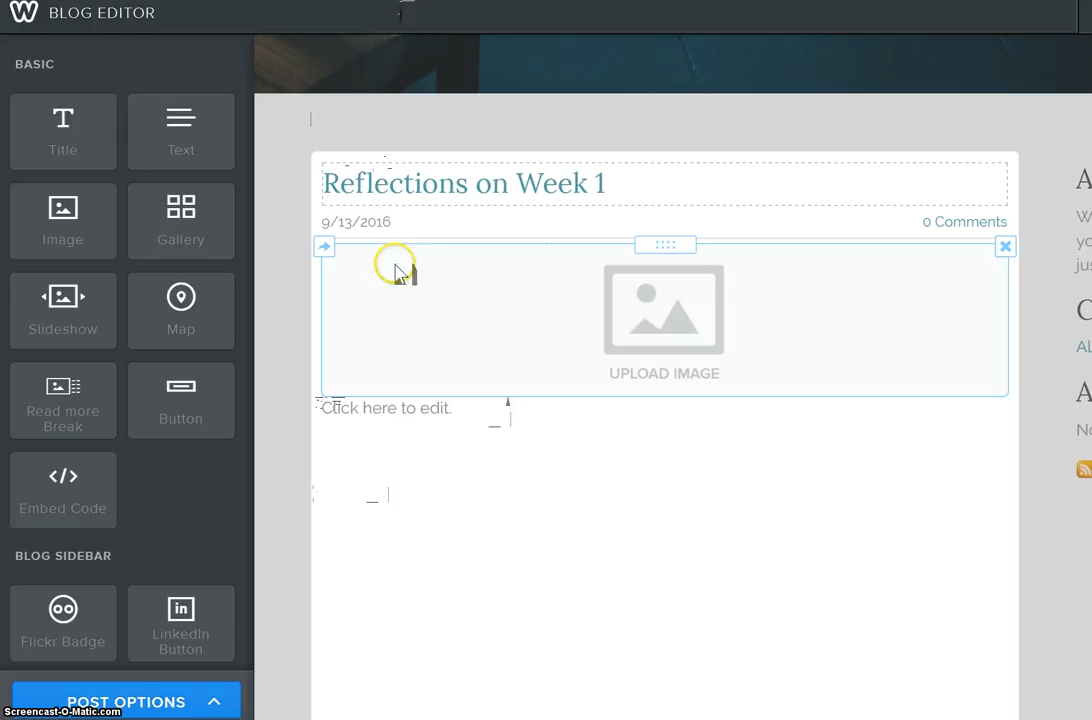 BLOG EDITOR
BASIC
Title
Text
Image
Gallery
Slideshow
Map
Read more
Break
Button
Embed Code
BLOG SIDEBAR
Flickr Badge
LinkedIn
Button
POST OPTIONS
Screencast-O-Matic.com
Reflections on Week 1
9/13/2016
0 Comments
UPLOAD IMAGE
Click here to edit.